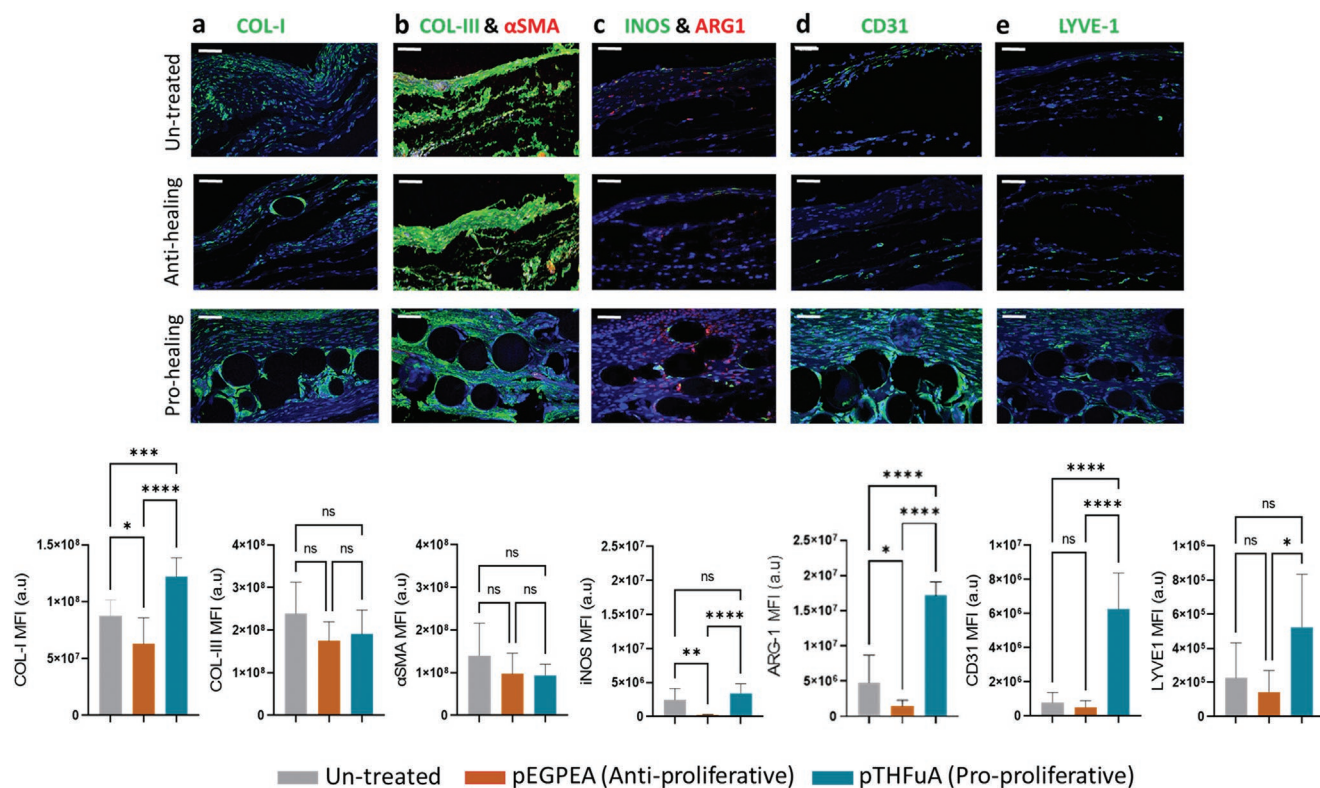 a COL-I b COL-III & αSMA c INOS & ARG1 d CD31 e LYVE-1
Un-treated
Anti-healing
Pro-healing
COL-I MFI (a.u)
1.5×10⁸
1×10⁸
5×10⁷
0
***
*
****
COL-III MFI (a.u)
4×10⁸
3×10⁸
2×10⁸
1×10⁸
0
ns
ns
ns
αSMA MFI (a.u)
4×10⁸
3×10⁸
2×10⁸
1×10⁸
0
ns
ns
ns
iNOS MFI (a.u)
2.5×10⁷
2×10⁷
1.5×10⁷
1×10⁷
5×10⁶
0
ns
**
****
ARG-1 MFI (a.u)
2.5×10⁷
2×10⁷
1.5×10⁷
1×10⁷
5×10⁶
0
****
*
****
CD31 MFI (a.u)
1×10⁷
8×10⁶
6×10⁶
4×10⁶
2×10⁶
0
****
ns
****
LYVE1 MFI (a.u)
1×10⁶
8×10⁵
6×10⁵
4×10⁵
2×10⁵
0
ns
ns
*
Un-treated pEGPEA (Anti-proliferative) pTHFuA (Pro-proliferative)